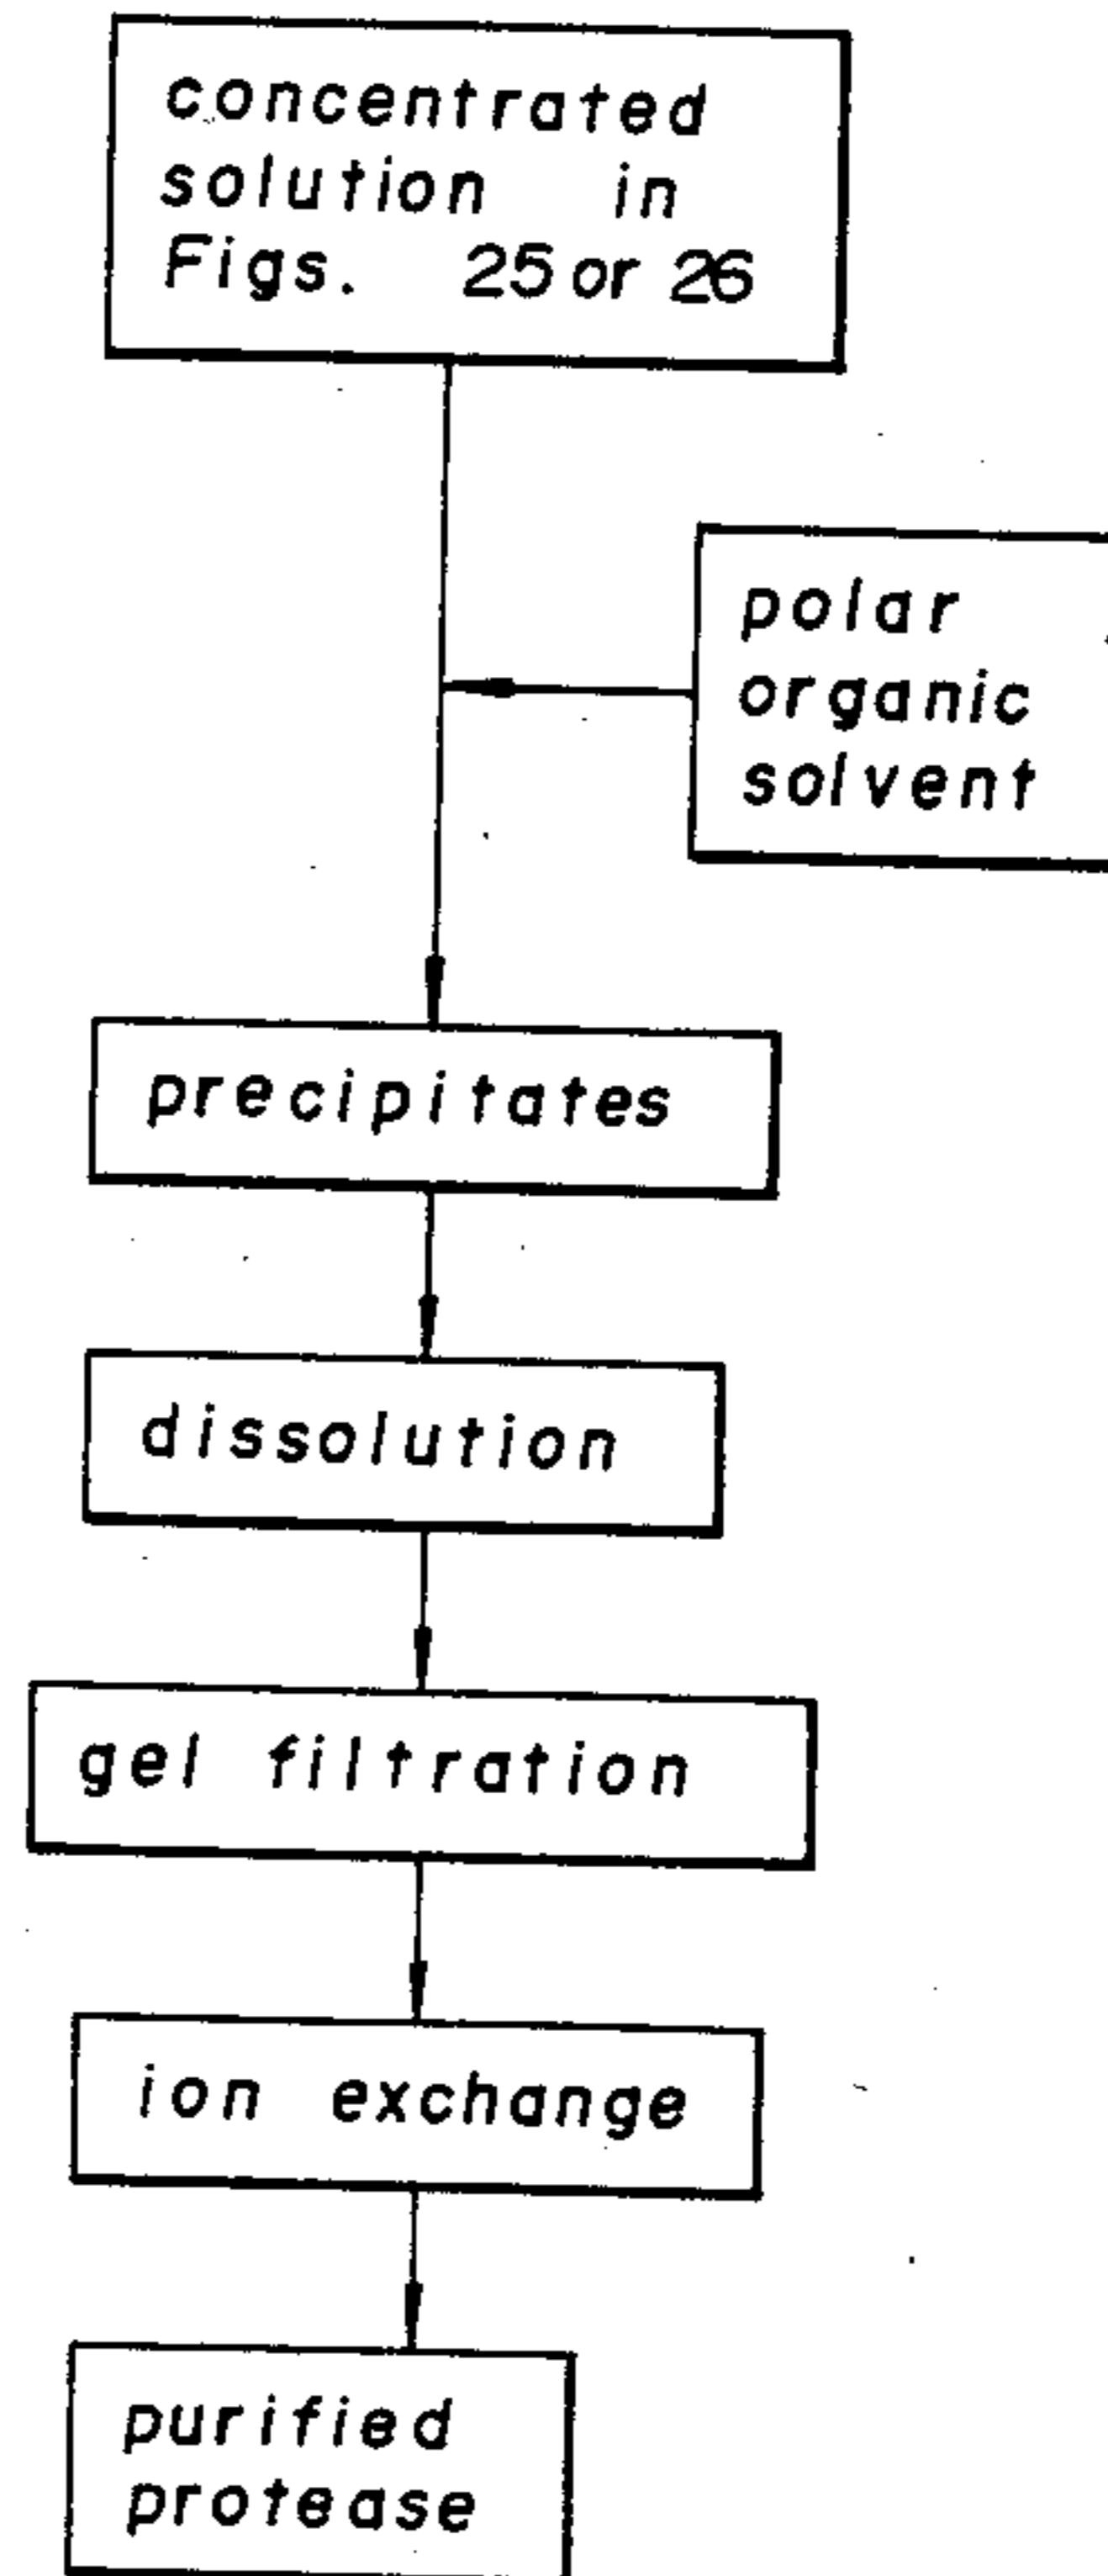 concentrated
solution in
Figs. 25 or 26
polar
organic
solvent
precipitates
dissolution
gel filtration
ion exchange
purified
protease